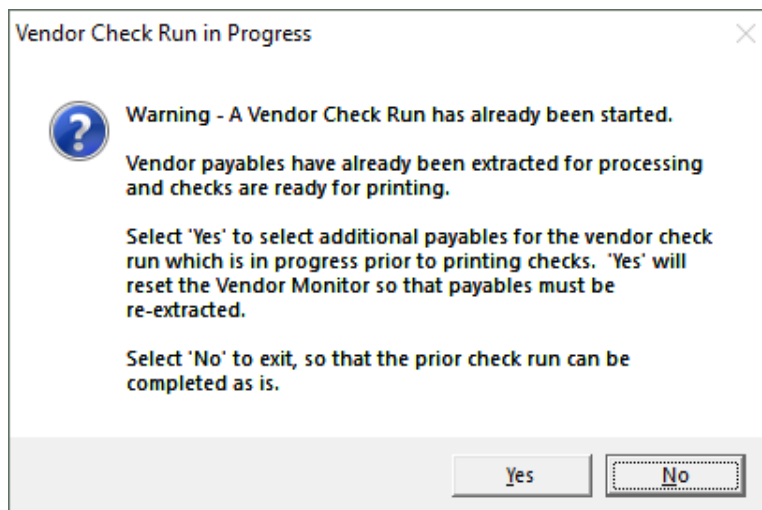 Vendor Check Run in Progress
Warning - A Vendor Check Run has already been started.
Vendor payables have already been extracted for processing
and checks are ready for printing.
Select 'Yes' to select additional payables for the vendor check
run which is in progress prior to printing checks.  'Yes' will
reset the Vendor Monitor so that payables must be
re-extracted.
Select 'No' to exit, so that the prior check run can be
completed as is.
Yes
No